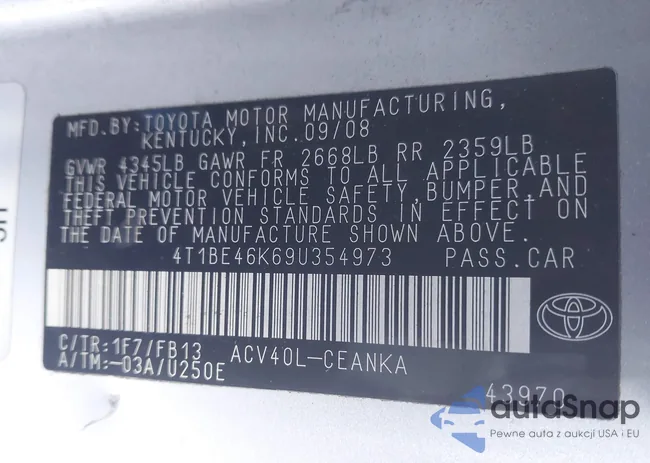 MFD.BY:TOYOTA MOTOR MANUFACTURING,
KENTUCKY,INC.09/08
GVWR 4345LB GAWR FR 2668LB RR 2359LB
THIS VEHICLE CONFORMS TO ALL APPLICABLE
FEDERAL MOTOR VEHICLE SAFETY,BUMPER,AND
THEFT PREVENTION STANDARDS IN EFFECT ON
THE DATE OF MANUFACTURE SHOWN ABOVE.
4T1BE46K69U354973 PASS.CAR
C/TR:1F7/FB13 ACV40L-CEANKA
A/TM:-03A/U250E
43970
autoSnap
Pewne auta z aukcji USA i EU